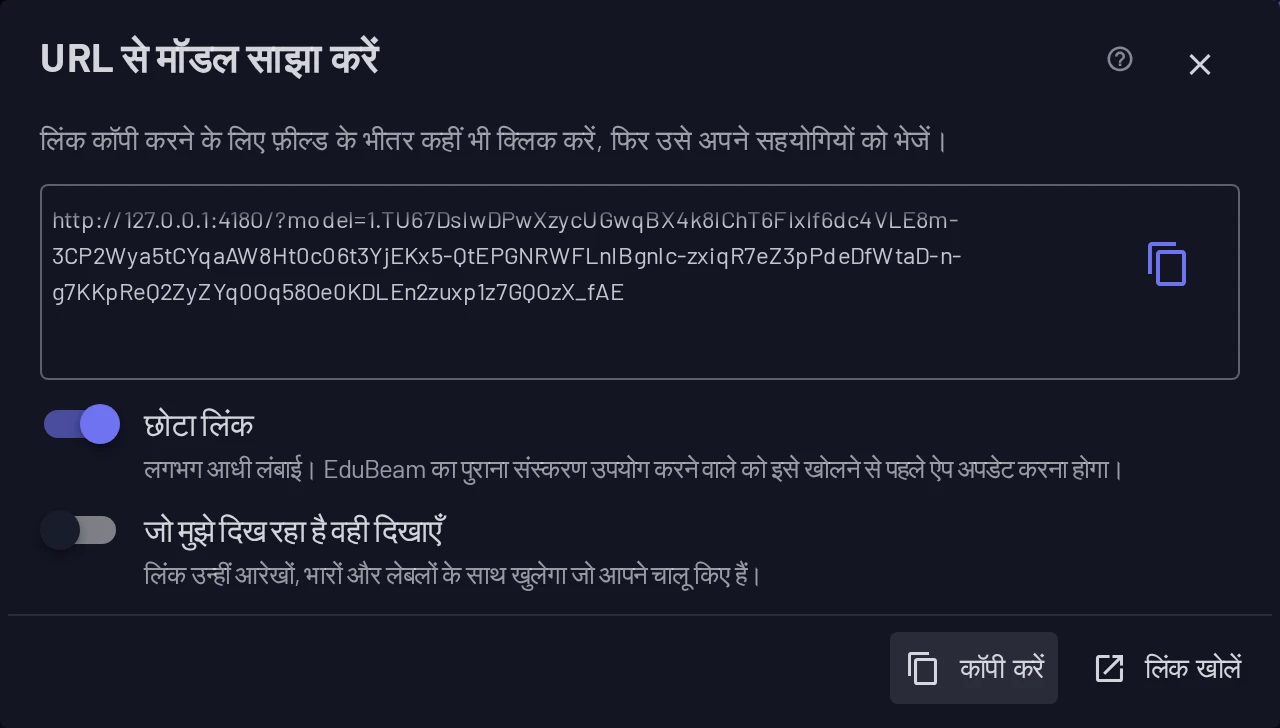 URL से मॉडल साझा करें
लिंक कॉपी करने के लिए फ़ील्ड के भीतर कहीं भी क्लिक करें, फिर उसे अपने सहयोगियों को भेजें।
http://127.0.0.1:4180/?model=1.TU67DsIwDPwXzycUGwqBX4k8IChT6FIxIf6dc4VLE8m-
3CP2Wya5tCYqaAW8Ht0c06t3YjEKx5-QtEPGNRWFLnIBgnIc-zxiqR7eZ3pPdeDfWtaD-n-
g7KKpReQ2ZyZYq0Oq58Oe0KDLEn2zuxp1z7GQOzX_fAE
छोटा लिंक
लगभग आधी लंबाई। EduBeam का पुराना संस्करण उपयोग करने वाले को इसे खोलने से पहले ऐप अपडेट करना होगा।
जो मुझे दिख रहा है वही दिखाएँ
लिंक उन्हीं आरेखों, भारों और लेबलों के साथ खुलेगा जो आपने चालू किए हैं।
कॉपी करें
लिंक खोलें